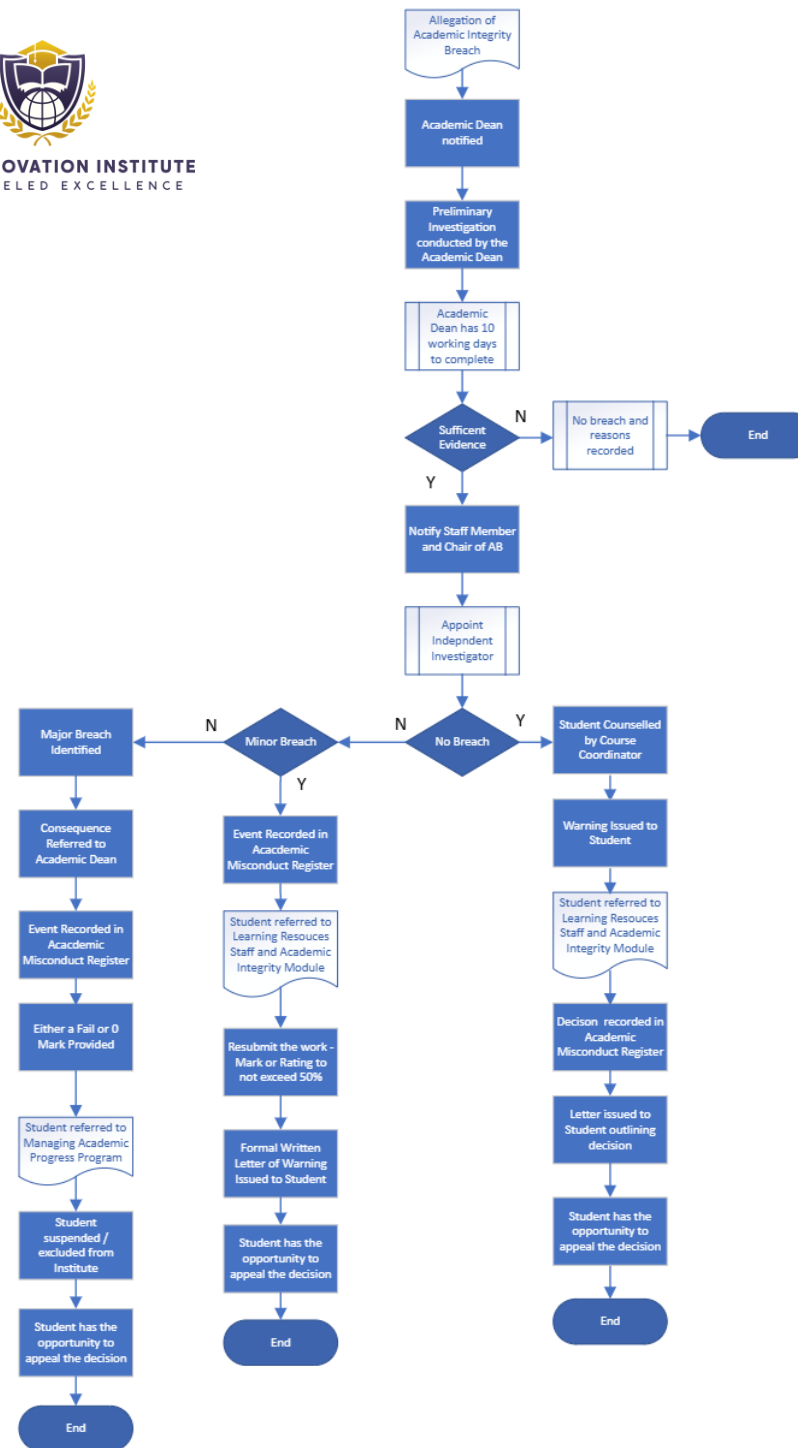 Allegation of
Academic Integrity
Breach
OVATION INSTITUTE
ELED EXCELLENCE
Academic Dean
notified
Preliminary
Investigation
conducted by the
Academic Dean
Academic
Dean has 10
working days
to complete
Sufficent
Evidence
N
No breach and
reasons
recorded
End
Y
Notify Staff Member
and Chair of AB
Appoint
Indepndent
Investigator
No Breach
N
Y
Minor Breach
N
Y
Major Breach
Identified
Consequence
Referred to
Academic Dean
Event Recorded in
Acacdemic
Misconduct Register
Either a Fail or 0
Mark Provided
Student referred to
Managing Academic
Progress Program
Student
suspended /
excluded from
Institute
Student has the
opportunity to
appeal the decision
End
Event Recorded in
Acacdemic
Misconduct Register
Student referred to
Learning Resouces
Staff and Academic
Integrity Module
Resubmit the work -
Mark or Rating to
not exceed 50%
Formal Written
Letter of Warning
Issued to Student
Student has the
opportunity to
appeal the decision
End
Student Counselled
by Course
Coordinator
Warning Issued to
Student
Student referred to
Learning Resouces
Staff and Academic
Integrity Module
Decison recorded in
Academic
Misconduct Register
Letter issued to
Student outlining
decision
Student has the
opportunity to
appeal the decision
End